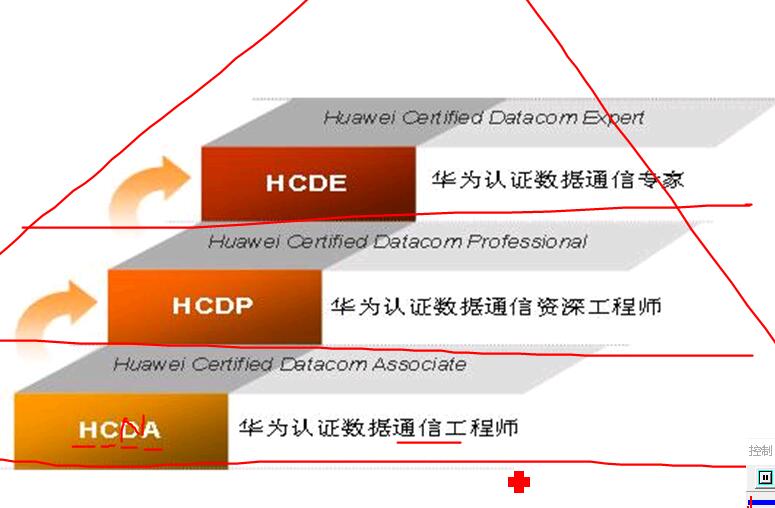 Huawei Certified Datacom Expert
HCDE
华为认证数据通信专家
Huawei Certified Datacom Professional
HCDP
华为认证数据通信资深工程师
Huawei Certified Datacom Associate
HCDA
N
华为认证数据通信工程师
控制